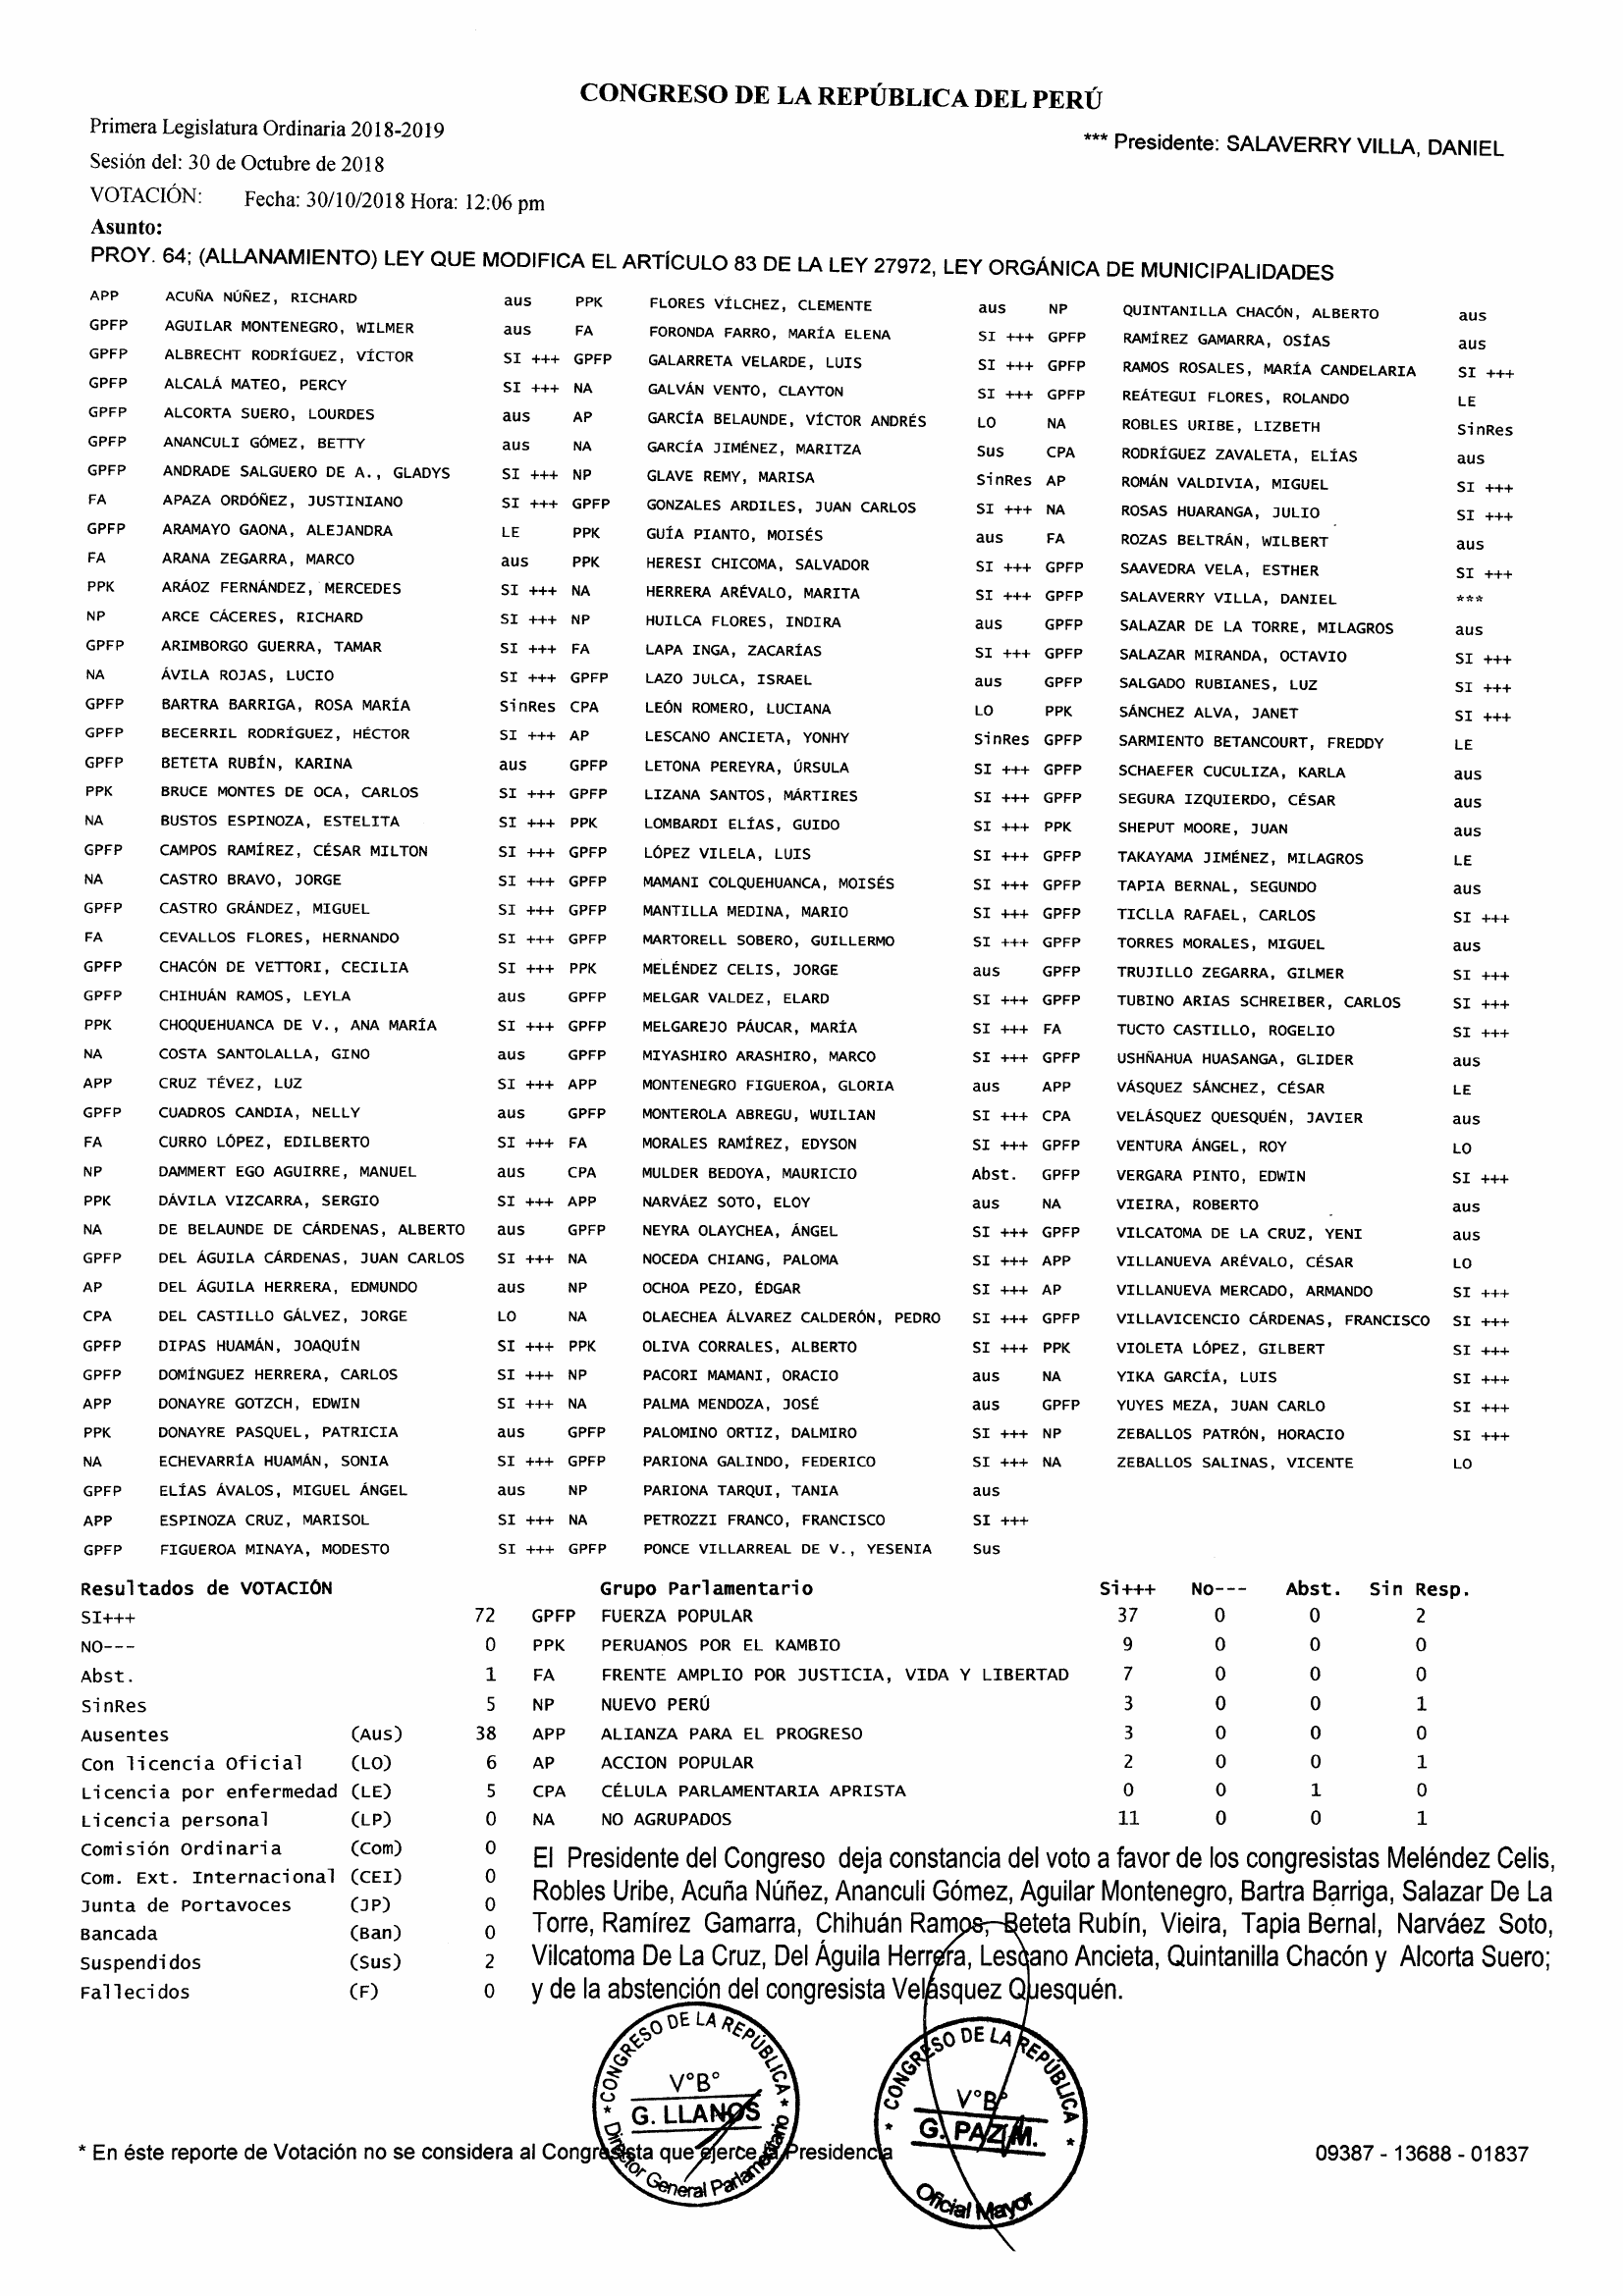 CONGRESO DE LA REPÚBLICA DEL PERÚ
Primera Legislatura Ordinaria 2018-2019
*** Presidente: SALAVERRY VILLA, DANIEL
Sesión del: 30 de Octubre de 2018
VOTACIÓN: Fecha: 30/10/2018 Hora: 12:06 pm
Asunto:
PROY. 64; (ALLANAMIENTO) LEY QUE MODIFICA EL ARTÍCULO 83 DE LA LEY 27972, LEY ORGÁNICA DE MUNICIPALIDADES
APP ACUÑA NÚÑEZ, RICHARD aus PPK FLORES VÍLCHEZ, CLEMENTE aus NP QUINTANILLA CHACÓN, ALBERTO aus
GPFP AGUILAR MONTENEGRO, WILMER aus FA FORONDA FARRO, MARÍA ELENA SI +++ GPFP RAMÍREZ GAMARRA, OSÍAS aus
GPFP ALBRECHT RODRÍGUEZ, VÍCTOR SI +++ GPFP GALARRETA VELARDE, LUIS SI +++ GPFP RAMOS ROSALES, MARÍA CANDELARIA SI +++
GPFP ALCALÁ MATEO, PERCY SI +++ NA GALVÁN VENTO, CLAYTON SI +++ GPFP REÁTEGUI FLORES, ROLANDO LE
GPFP ALCORTA SUERO, LOURDES aus AP GARCÍA BELAUNDE, VÍCTOR ANDRÉS LO NA ROBLES URIBE, LIZBETH SinRes
GPFP ANANCULI GÓMEZ, BETTY aus NA GARCÍA JIMÉNEZ, MARITZA Sus CPA RODRÍGUEZ ZAVALETA, ELÍAS aus
GPFP ANDRADE SALGUERO DE A., GLADYS SI +++ NP GLAVE REMY, MARISA SinRes AP ROMÁN VALDIVIA, MIGUEL SI +++
FA APAZA ORDÓÑEZ, JUSTINIANO SI +++ GPFP GONZALES ARDILES, JUAN CARLOS SI +++ NA ROSAS HUARANGA, JULIO SI +++
GPFP ARAMAYO GAONA, ALEJANDRA LE PPK GUÍA PIANTO, MOISÉS aus FA ROZAS BELTRÁN, WILBERT aus
FA ARANA ZEGARRA, MARCO aus PPK HERESI CHICOMA, SALVADOR SI +++ GPFP SAAVEDRA VELA, ESTHER SI +++
PPK ARÁOZ FERNÁNDEZ, MERCEDES SI +++ NA HERRERA ARÉVALO, MARITA SI +++ GPFP SALAVERRY VILLA, DANIEL ***
NP ARCE CÁCERES, RICHARD SI +++ NP HUILCA FLORES, INDIRA aus GPFP SALAZAR DE LA TORRE, MILAGROS aus
GPFP ARIMBORGO GUERRA, TAMAR SI +++ FA LAPA INGA, ZACARÍAS SI +++ GPFP SALAZAR MIRANDA, OCTAVIO SI +++
NA ÁVILA ROJAS, LUCIO SI +++ GPFP LAZO JULCA, ISRAEL aus GPFP SALGADO RUBIANES, LUZ SI +++
GPFP BARTRA BARRIGA, ROSA MARÍA SinRes CPA LEÓN ROMERO, LUCIANA LO PPK SÁNCHEZ ALVA, JANET SI +++
GPFP BECERRIL RODRÍGUEZ, HÉCTOR SI +++ AP LESCANO ANCIETA, YONHY SinRes GPFP SARMIENTO BETANCOURT, FREDDY LE
GPFP BETETA RUBÍN, KARINA aus GPFP LETONA PEREYRA, ÚRSULA SI +++ GPFP SCHAEFER CUCULIZA, KARLA aus
PPK BRUCE MONTES DE OCA, CARLOS SI +++ GPFP LIZANA SANTOS, MÁRTIRES SI +++ GPFP SEGURA IZQUIERDO, CÉSAR aus
NA BUSTOS ESPINOZA, ESTELITA SI +++ PPK LOMBARDI ELÍAS, GUIDO SI +++ PPK SHEPUT MOORE, JUAN aus
GPFP CAMPOS RAMÍREZ, CÉSAR MILTON SI +++ GPFP LÓPEZ VILELA, LUIS SI +++ GPFP TAKAYAMA JIMÉNEZ, MILAGROS LE
NA CASTRO BRAVO, JORGE SI +++ GPFP MAMANI COLQUEHUANCA, MOISÉS SI +++ GPFP TAPIA BERNAL, SEGUNDO aus
GPFP CASTRO GRÁNDEZ, MIGUEL SI +++ GPFP MANTILLA MEDINA, MARIO SI +++ GPFP TICLLA RAFAEL, CARLOS SI +++
FA CEVALLOS FLORES, HERNANDO SI +++ GPFP MARTORELL SOBERO, GUILLERMO SI +++ GPFP TORRES MORALES, MIGUEL aus
GPFP CHACÓN DE VETTORI, CECILIA SI +++ PPK MELÉNDEZ CELIS, JORGE aus GPFP TRUJILLO ZEGARRA, GILMER SI +++
GPFP CHIHUÁN RAMOS, LEYLA aus GPFP MELGAR VALDEZ, ELARD SI +++ GPFP TUBINO ARIAS SCHREIBER, CARLOS SI +++
PPK CHOQUEHUANCA DE V., ANA MARÍA SI +++ GPFP MELGAREJO PÁUCAR, MARÍA SI +++ FA TUCTO CASTILLO, ROGELIO SI +++
NA COSTA SANTOLALLA, GINO aus GPFP MIYASHIRO ARASHIRO, MARCO SI +++ GPFP USHÑAHUA HUASANGA, GLIDER aus
APP CRUZ TÉVEZ, LUZ SI +++ APP MONTENEGRO FIGUEROA, GLORIA aus APP VÁSQUEZ SÁNCHEZ, CÉSAR LE
GPFP CUADROS CANDIA, NELLY aus GPFP MONTEROLA ABREGU, WUILIAN SI +++ CPA VELÁSQUEZ QUESQUÉN, JAVIER aus
FA CURRO LÓPEZ, EDILBERTO SI +++ FA MORALES RAMÍREZ, EDYSON SI +++ GPFP VENTURA ÁNGEL, ROY LO
NP DAMMERT EGO AGUIRRE, MANUEL aus CPA MULDER BEDOYA, MAURICIO Abst. GPFP VERGARA PINTO, EDWIN SI +++
PPK DÁVILA VIZCARRA, SERGIO SI +++ APP NARVÁEZ SOTO, ELOY aus NA VIEIRA, ROBERTO aus
NA DE BELAUNDE DE CÁRDENAS, ALBERTO aus GPFP NEYRA OLAYCHEA, ÁNGEL SI +++ GPFP VILCATOMA DE LA CRUZ, YENI aus
GPFP DEL ÁGUILA CÁRDENAS, JUAN CARLOS SI +++ NA NOCEDA CHIANG, PALOMA SI +++ APP VILLANUEVA ARÉVALO, CÉSAR LO
AP DEL ÁGUILA HERRERA, EDMUNDO aus NP OCHOA PEZO, ÉDGAR SI +++ AP VILLANUEVA MERCADO, ARMANDO SI +++
CPA DEL CASTILLO GÁLVEZ, JORGE LO NA OLAECHEA ÁLVAREZ CALDERÓN, PEDRO SI +++ GPFP VILLAVICENCIO CÁRDENAS, FRANCISCO SI +++
GPFP DIPAS HUAMÁN, JOAQUÍN SI +++ PPK OLIVA CORRALES, ALBERTO SI +++ PPK VIOLETA LÓPEZ, GILBERT SI +++
GPFP DOMÍNGUEZ HERRERA, CARLOS SI +++ NP PACORI MAMANI, ORACIO aus NA YIKA GARCÍA, LUIS SI +++
APP DONAYRE GOTZCH, EDWIN SI +++ NA PALMA MENDOZA, JOSÉ aus GPFP YUYES MEZA, JUAN CARLO SI +++
PPK DONAYRE PASQUEL, PATRICIA aus GPFP PALOMINO ORTIZ, DALMIRO SI +++ NP ZEBALLOS PATRÓN, HORACIO SI +++
NA ECHEVARRÍA HUAMÁN, SONIA SI +++ GPFP PARIONA GALINDO, FEDERICO SI +++ NA ZEBALLOS SALINAS, VICENTE LO
GPFP ELÍAS ÁVALOS, MIGUEL ÁNGEL aus NP PARIONA TARQUI, TANIA aus
APP ESPINOZA CRUZ, MARISOL SI +++ NA PETROZZI FRANCO, FRANCISCO SI +++
GPFP FIGUEROA MINAYA, MODESTO SI +++ GPFP PONCE VILLARREAL DE V., YESENIA Sus
Resultados de VOTACIÓN Grupo Parlamentario Si+++ No--- Abst. Sin Resp.
SI+++ 72 GPFP FUERZA POPULAR 37 0 0 2
NO--- 0 PPK PERUANOS POR EL KAMBIO 9 0 0 0
Abst. 1 FA FRENTE AMPLIO POR JUSTICIA, VIDA Y LIBERTAD 7 0 0 0
SinRes 5 NP NUEVO PERÚ 3 0 0 1
Ausentes (Aus) 38 APP ALIANZA PARA EL PROGRESO 3 0 0 0
Con licencia Oficial (LO) 6 AP ACCION POPULAR 2 0 0 1
Licencia por enfermedad (LE) 5 CPA CÉLULA PARLAMENTARIA APRISTA 0 0 1 0
Licencia personal (LP) 0 NA NO AGRUPADOS 11 0 0 1
Comisión Ordinaria (Com) 0
Com. Ext. Internacional (CEI) 0
Junta de Portavoces (JP) 0
Bancada (Ban) 0
Suspendidos (Sus) 2
Fallecidos (F) 0
El Presidente del Congreso deja constancia del voto a favor de los congresistas Meléndez Celis,
Robles Uribe, Acuña Núñez, Ananculi Gómez, Aguilar Montenegro, Bartra Barriga, Salazar De La
Torre, Ramírez Gamarra, Chihuán Ramos, Beteta Rubín, Vieira, Tapia Bernal, Narváez Soto,
Vilcatoma De La Cruz, Del Águila Herrera, Lescano Ancieta, Quintanilla Chacón y Alcorta Suero;
y de la abstención del congresista Velásquez Quesquén.
* CONGRESO DE LA REPÚBLICA *
V°B°
G. LLANOS
Director General Parlamentario
* CONGRESO DE LA REPÚBLICA *
V°B°
G. PAZ M.
Oficial Mayor
* En éste reporte de Votación no se considera al Congresista que ejerce la Presidencia
09387 - 13688 - 01837